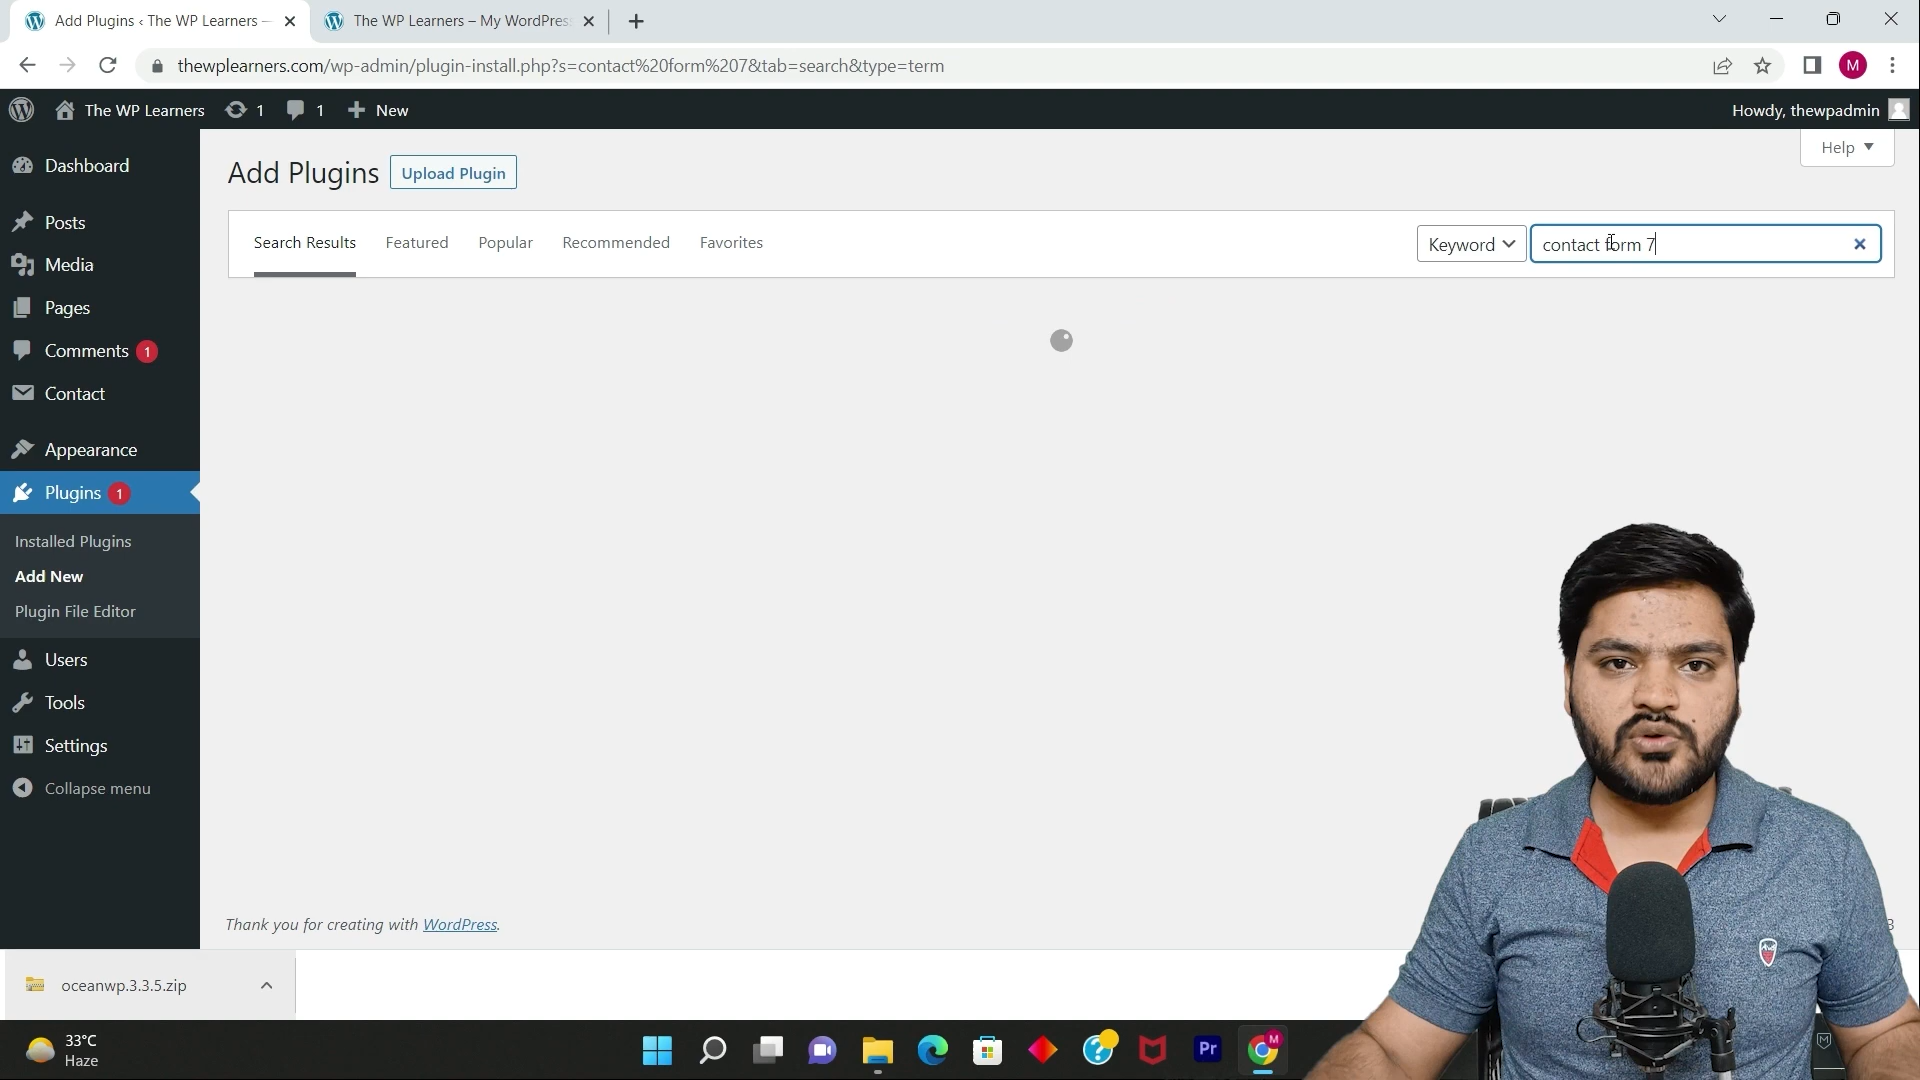 Add Plugins ‹ The WP Learners —
The WP Learners – My WordPress
thewplearners.com/wp-admin/plugin-install.php?s=contact%20form%207&tab=search&type=term
M
The WP Learners
1
1
New
Howdy, thewpadmin
Dashboard
Posts
Media
Pages
Comments 1
Contact
Appearance
Plugins 1
Installed Plugins
Add New
Plugin File Editor
Users
Tools
Settings
Collapse menu
Help
Add Plugins
Upload Plugin
Search Results
Featured
Popular
Recommended
Favorites
Keyword
contact form 7
Thank you for creating with WordPress.
oceanwp.3.3.5.zip
33°C
Haze
Pr
M